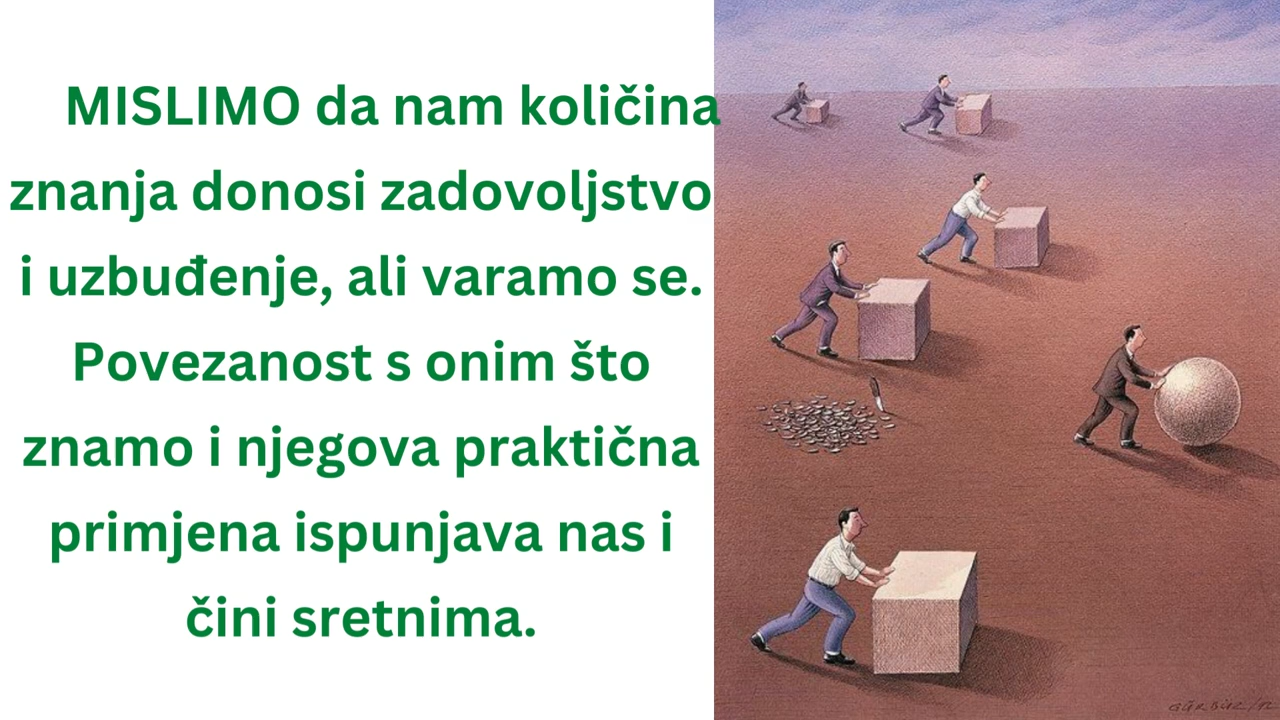 MISLIMO da nam količina
znanja donosi zadovoljstvo
i uzbuđenje, ali varamo se.
Povezanost s onim što
znamo i njegova praktična
primjena ispunjava nas i
čini sretnima.